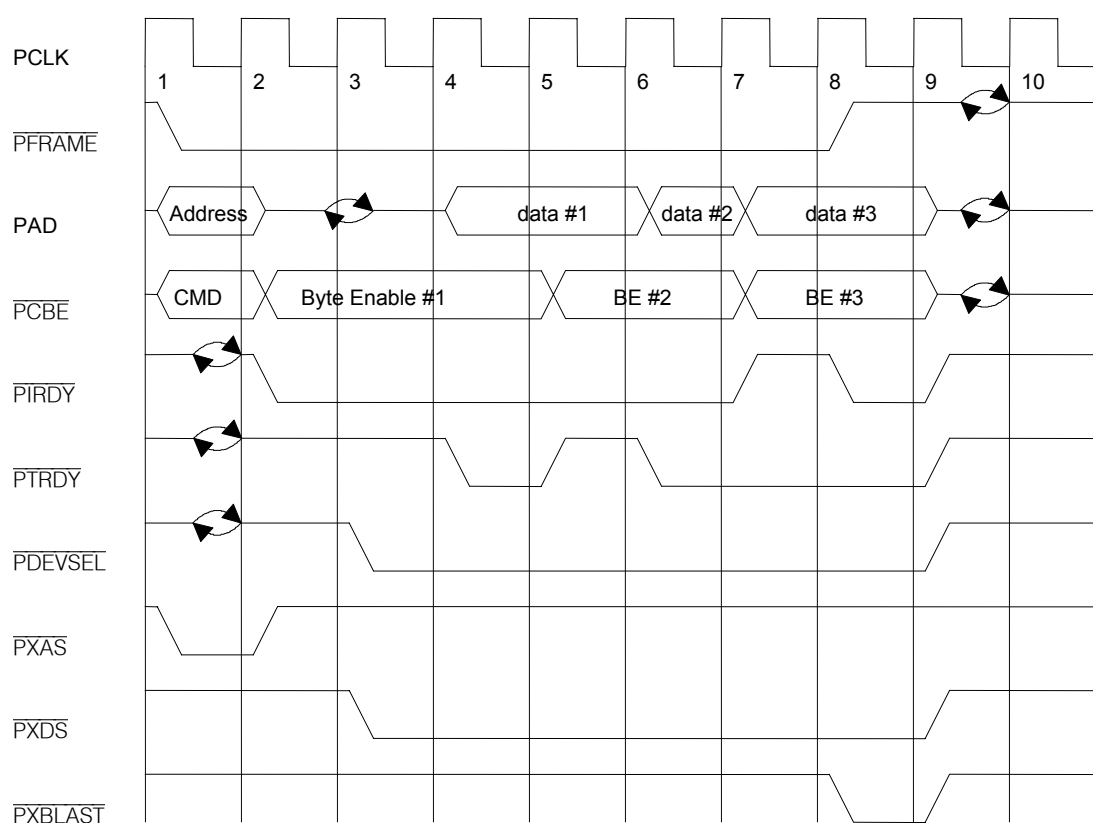 PCLK
1 2 3 4 5 6 7 8 9 10
PFRAME
PAD
Address data #1 data #2 data #3
PCBE
CMD Byte Enable #1 BE #2 BE #3
PIRDY
PTRDY
PDEVSEL
PXAS
PXDS
PXBLAST